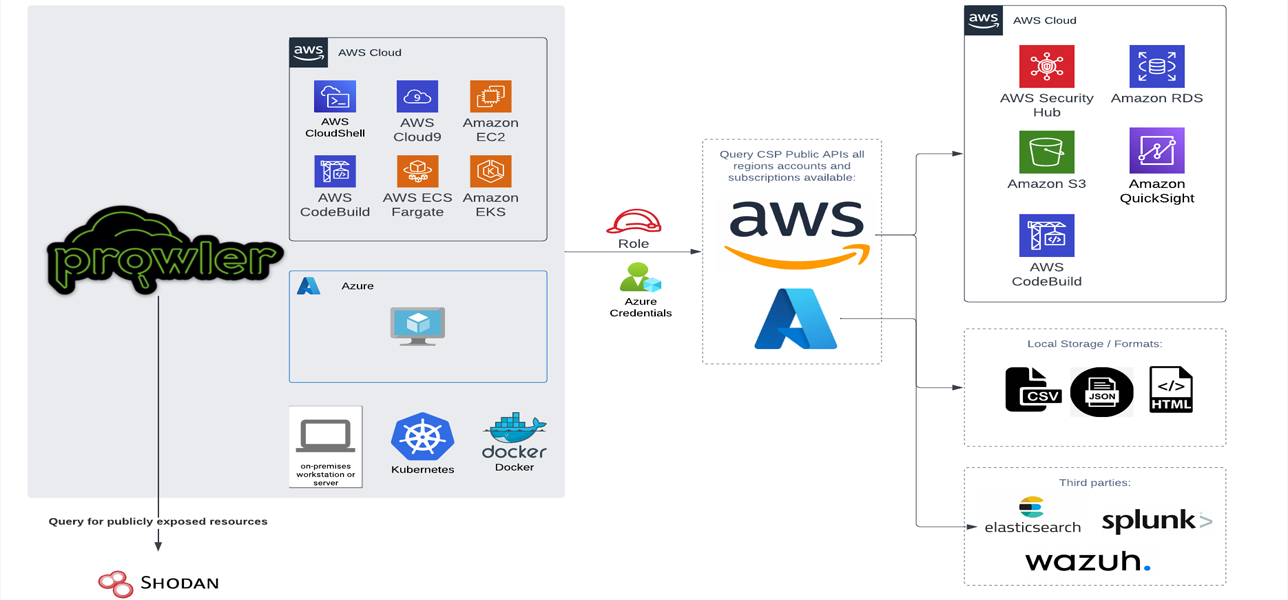 prowler
aws
AWS Cloud
AWS
CloudShell
9
AWS
Cloud9
Amazon
EC2
AWS
CodeBuild
AWS ECS
Fargate
K
Amazon
EKS
Azure
on-premises
workstation or
server
Kubernetes
docker
Docker
Query for publicly exposed resources
SHODAN
Role
Azure
Credentials
Query CSP Public APIs all
regions accounts and
subscriptions available:
aws
aws
AWS Cloud
AWS Security
Hub
Amazon RDS
Amazon S3
Amazon
QuickSight
AWS
CodeBuild
Local Storage / Formats:
CSV
JSON
</>
HTML
Third parties:
elasticsearch
splunk>
wazuh.